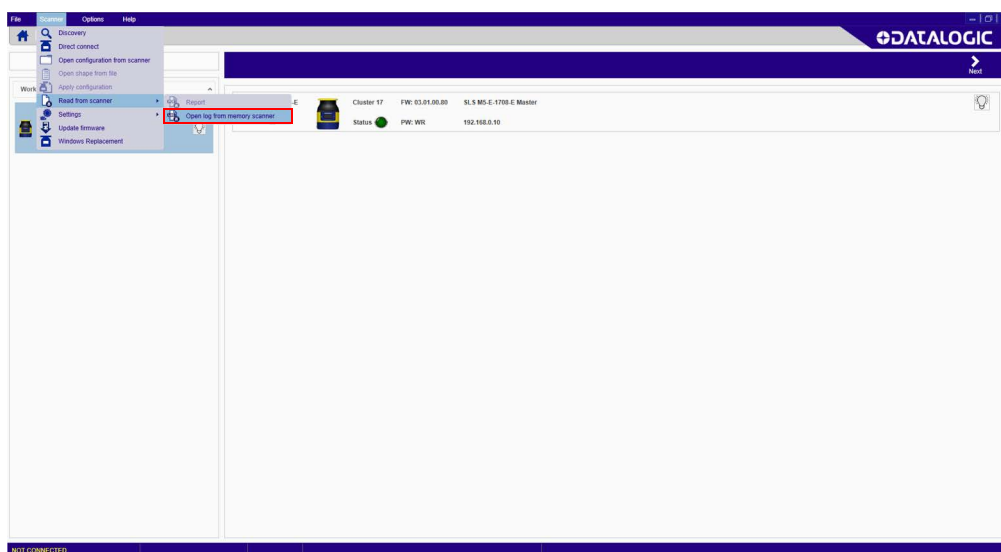 File Scanner Options Help
DATALOGIC
Discovery
Direct connect
Open configuration from scanner
Open shape from file
Apply configuration
Read from scanner
Settings
Update firmware
Windows Replacement
Report
Open log from memory scanner
Next
Work
-E Cluster 17 FW: 03.01.00.80 SLS M5-E-1708-E Master
Status PW: WR 192.168.0.10
NOT CONNECTED